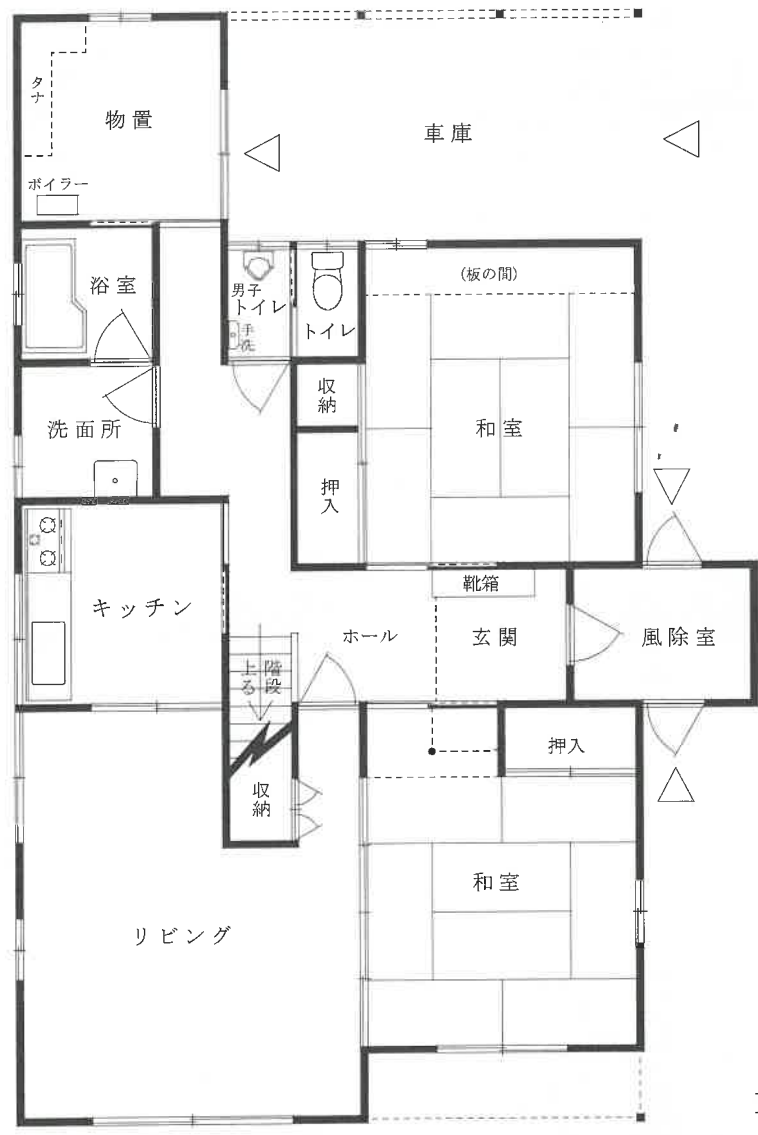 タナ
物置
ボイラー
車庫
浴室
男子
トイレ
手洗
トイレ
(板の間)
洗面所
収納
押入
和室
キッチン
靴箱
ホール
玄関
風除室
階段
上る
収納
押入
和室
リビング